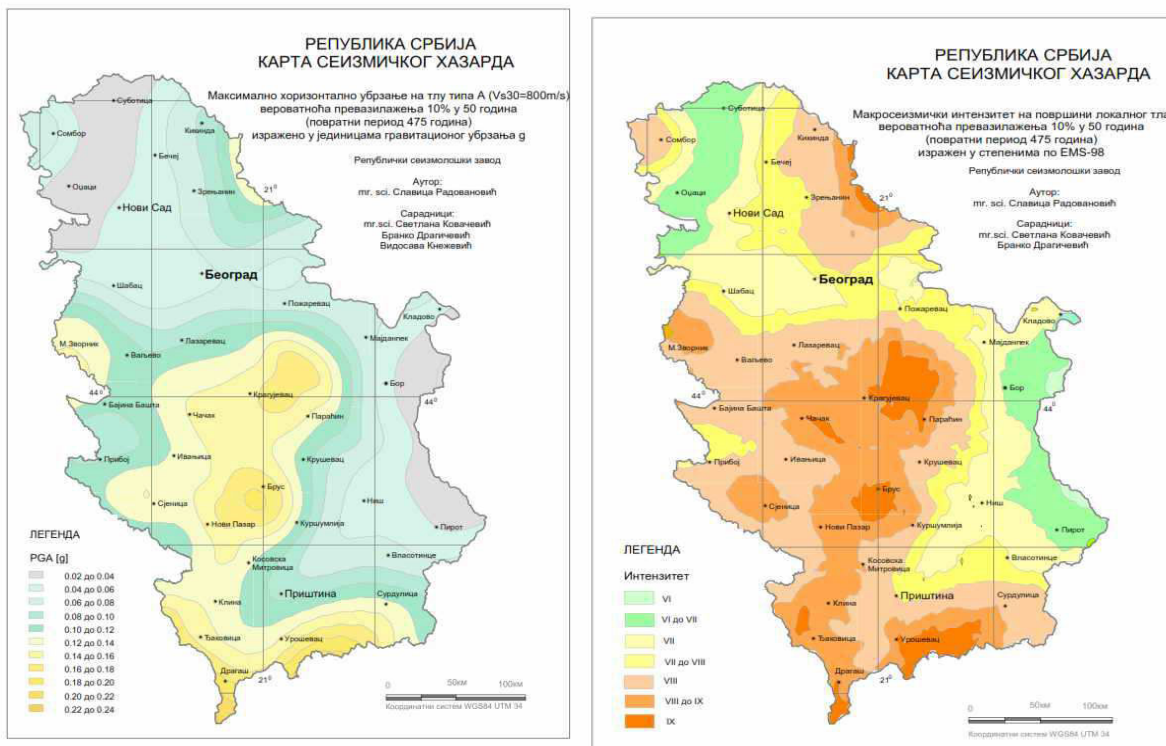 РЕПУБЛИКА СРБИЈА
КАРТА СЕИЗМИЧКОГ ХАЗАРДА
Максимално хоризонтално убрзање на тлу типа А (Vs30=800m/s)
вероватноћа превазилажења 10% у 50 година
(повратни период 475 година)
изражено у јединицама гравитационог убрзања g
Републички сеизмолошки завод
Аутор:
mr. sci. Славица Радовановић
Сарадници:
mr.sci. Светлана Ковачевић
Бранко Драгичевић
Видосава Кнежевић
Суботица
Сомбор
Кикинда
Бечеј
Оџаци
Зрењанин
21°
Нови Сад
Београд
Шабац
Пожаревац
Кладово
М.Зворник
Лазаревац
Мајданпек
Ваљево
Бор
44°
Крагујевац
44°
Бајина Башта
Чачак
Параћин
Прибој
Ивањица
Крушевац
Брус
Сјеница
Ниш
Нови Пазар
Куршумлија
Пирот
Власотинце
Косовска
Митровица
Клина
Приштина
Сурдулица
Ђаковица
Урошевац
Драгаш
21°
ЛЕГЕНДА
PGA [g]
0.02 до 0.04
0.04 до 0.06
0.06 до 0.08
0.08 до 0.10
0.10 до 0.12
0.12 до 0.14
0.14 до 0.16
0.16 до 0.18
0.18 до 0.20
0.20 до 0.22
0.22 до 0.24
0 50км 100км
Координатни систем WGS84 UTM 34
РЕПУБЛИКА СРБИЈА
КАРТА СЕИЗМИЧКОГ ХАЗАРДА
Макросеизмички интензитет на површини локалног тла
вероватноћа превазилажења 10% у 50 година
(повратни период 475 година)
изражен у степенима по EMS-98
Републички сеизмолошки завод
Аутор:
mr. sci. Славица Радовановић
Сарадници:
mr.sci. Светлана Ковачевић
Бранко Драгичевић
Суботица
Сомбор
Кикинда
Бечеј
Оџаци
Зрењанин
21°
Нови Сад
Београд
Шабац
Пожаревац
Кладово
М.Зворник
Лазаревац
Мајданпек
Ваљево
Бор
44°
Крагујевац
44°
Бајина Башта
Чачак
Параћин
Прибој
Ивањица
Крушевац
Брус
Сјеница
Ниш
Нови Пазар
Куршумлија
Пирот
Власотинце
Косовска
Митровица
Клина
Приштина
Сурдулица
Ђаковица
Урошевац
Драгаш
21°
ЛЕГЕНДА
Интензитет
VI
VI до VII
VII
VII до VIII
VIII
VIII до IX
IX
0 50км 100км
Координатни систем WGS84 UTM 34